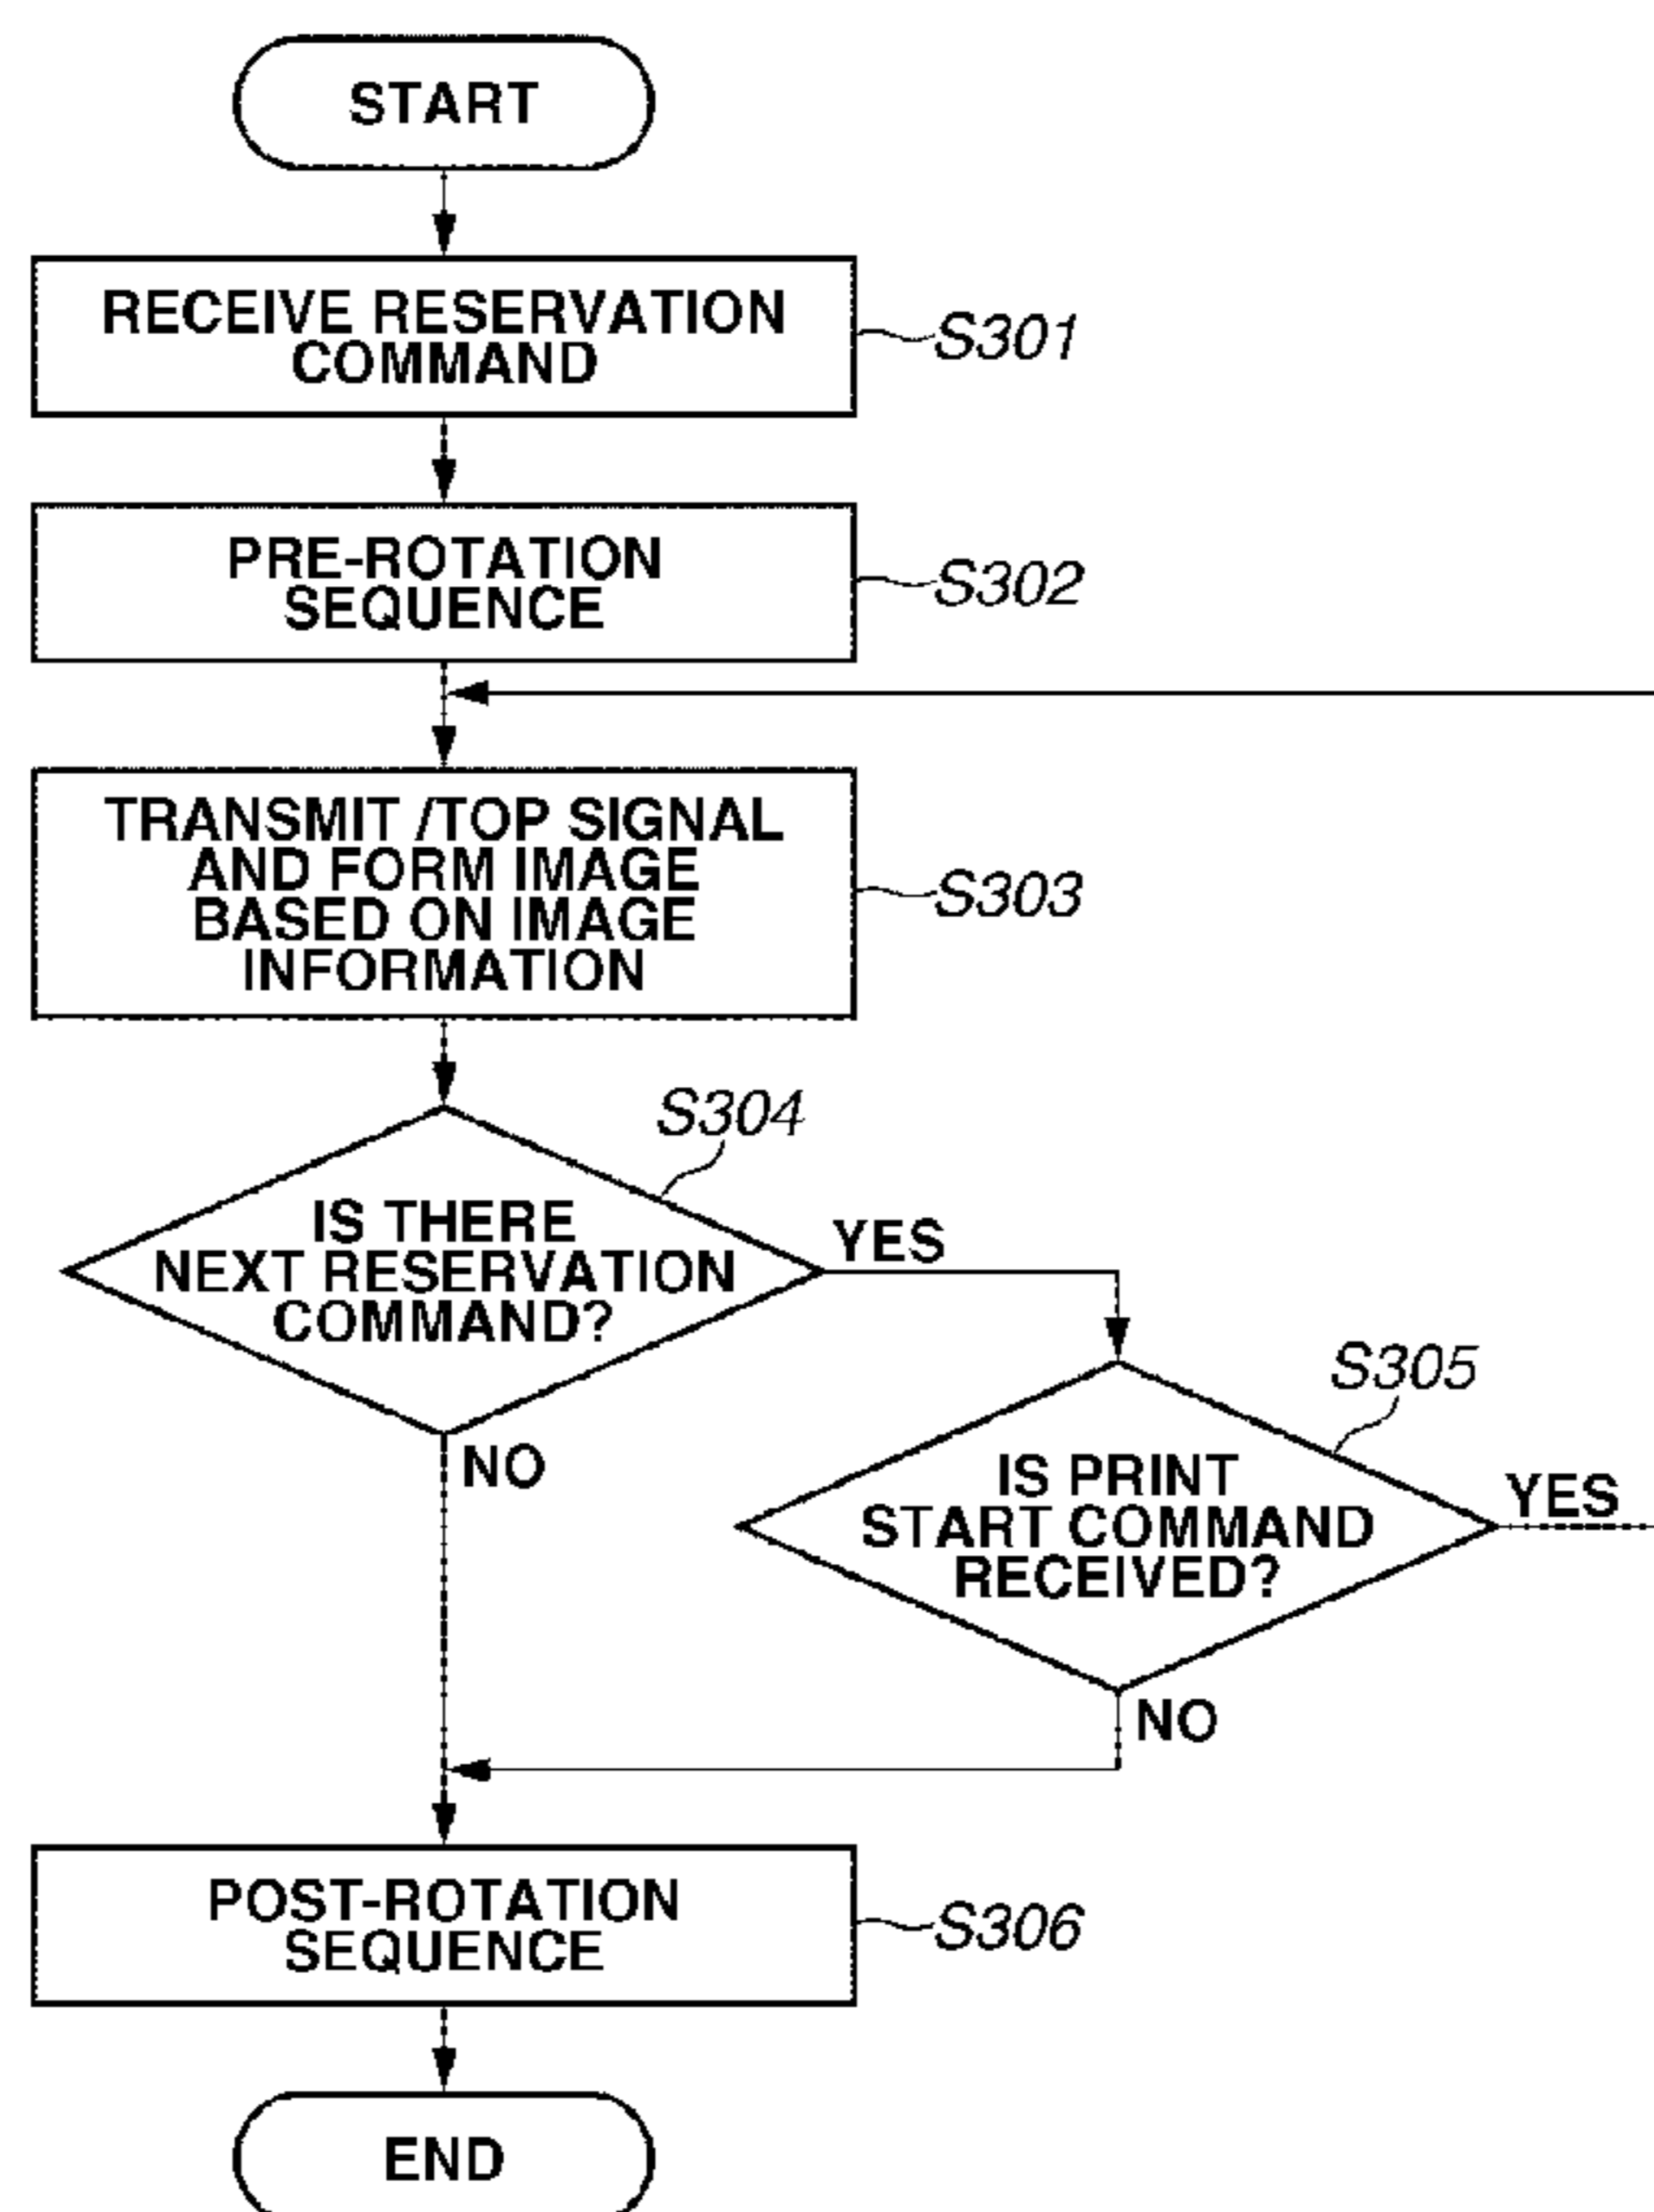 START
RECEIVE RESERVATION
COMMAND
S301
PRE-ROTATION
SEQUENCE
S302
TRANSMIT /TOP SIGNAL
AND FORM IMAGE
BASED ON IMAGE
INFORMATION
S303
S304
IS THERE
NEXT RESERVATION
COMMAND?
YES
NO
S305
IS PRINT
START COMMAND
RECEIVED?
YES
NO
POST-ROTATION
SEQUENCE
S306
END